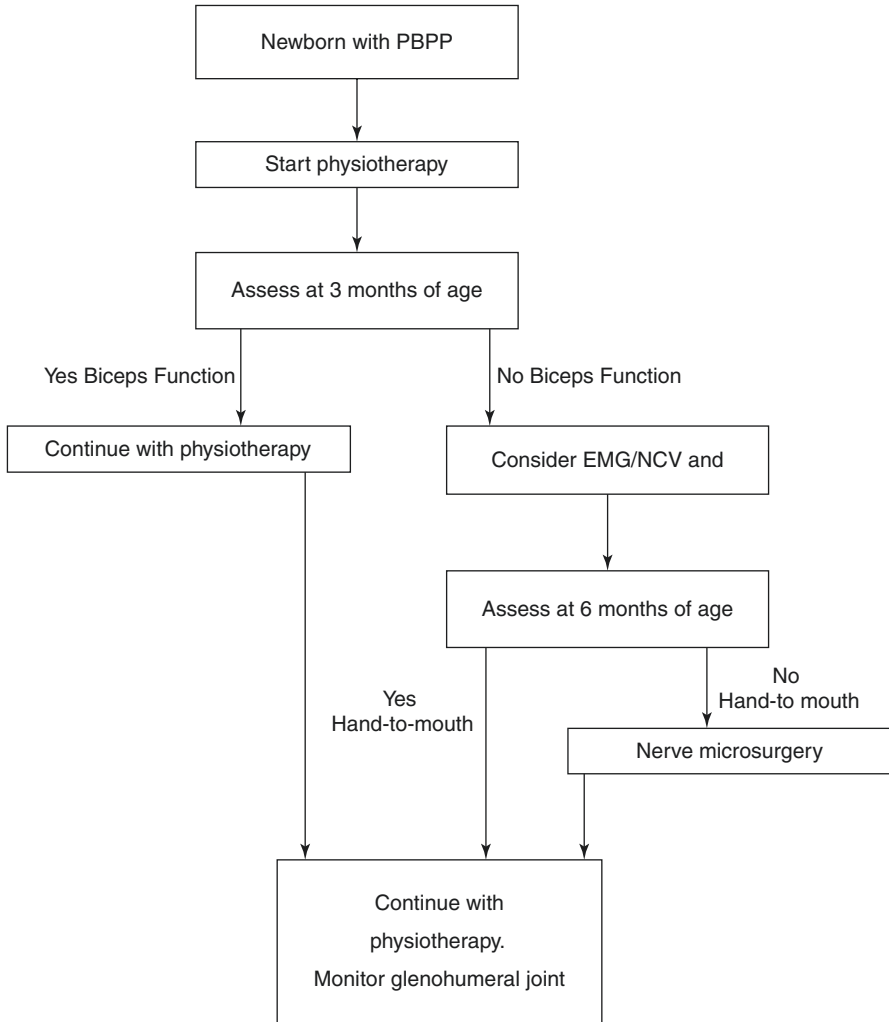 Newborn with PBPP
Start physiotherapy
Assess at 3 months of age
Yes Biceps Function
No Biceps Function
Continue with physiotherapy
Consider EMG/NCV and
Assess at 6 months of age
Yes
Hand-to-mouth
No
Hand-to mouth
Nerve microsurgery
Continue with
physiotherapy.
Monitor glenohumeral joint